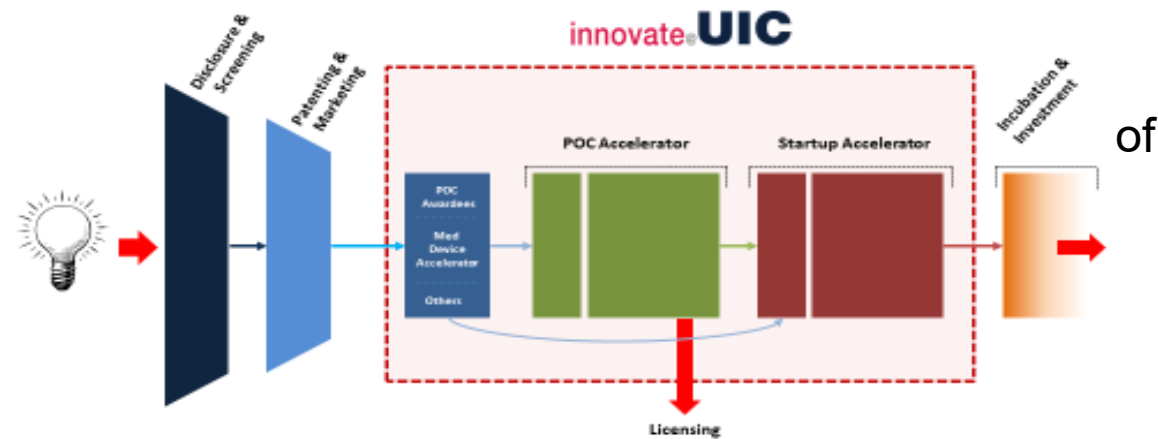 innovate@UIC
Disclosure &
Screening
Patenting &
Marketing
Incubation &
Investment
of
POC Accelerator
Startup Accelerator
POC
Awardees
Med
Device
Accelerator
Others
Licensing